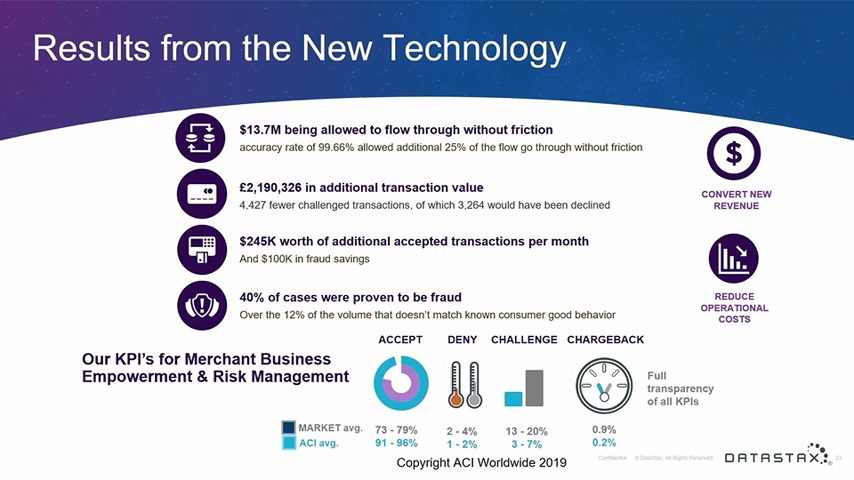 Results from the New Technology
$13.7M being allowed to flow through without friction
accuracy rate of 99.66% allowed additional 25% of the flow go through without friction
£2,190,326 in additional transaction value
4,427 fewer challenged transactions, of which 3,264 would have been declined
$245K worth of additional accepted transactions per month
And $100K in fraud savings
40% of cases were proven to be fraud
Over the 12% of the volume that doesn't match known consumer good behavior
$
CONVERT NEW
REVENUE
REDUCE
OPERATIONAL
COSTS
Our KPI's for Merchant Business
Empowerment & Risk Management
ACCEPT DENY CHALLENGE CHARGEBACK
Full
transparency
of all KPIs
MARKET avg. 73 - 79% 2 - 4% 13 - 20% 0.9%
ACI avg. 91 - 96% 1 - 2% 3 - 7% 0.2%
Copyright ACI Worldwide 2019
Confidential © DataStax. All Rights Reserved
DATASTAX®
23